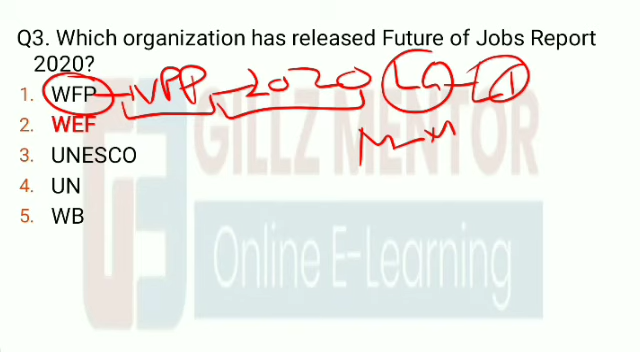 Q3. Which organization has released Future of Jobs Report
2020?
1. WFP
2. WEF
3. UNESCO
4. UN
5. WB
2020
GILLZ MENTOR
Online E-Learning